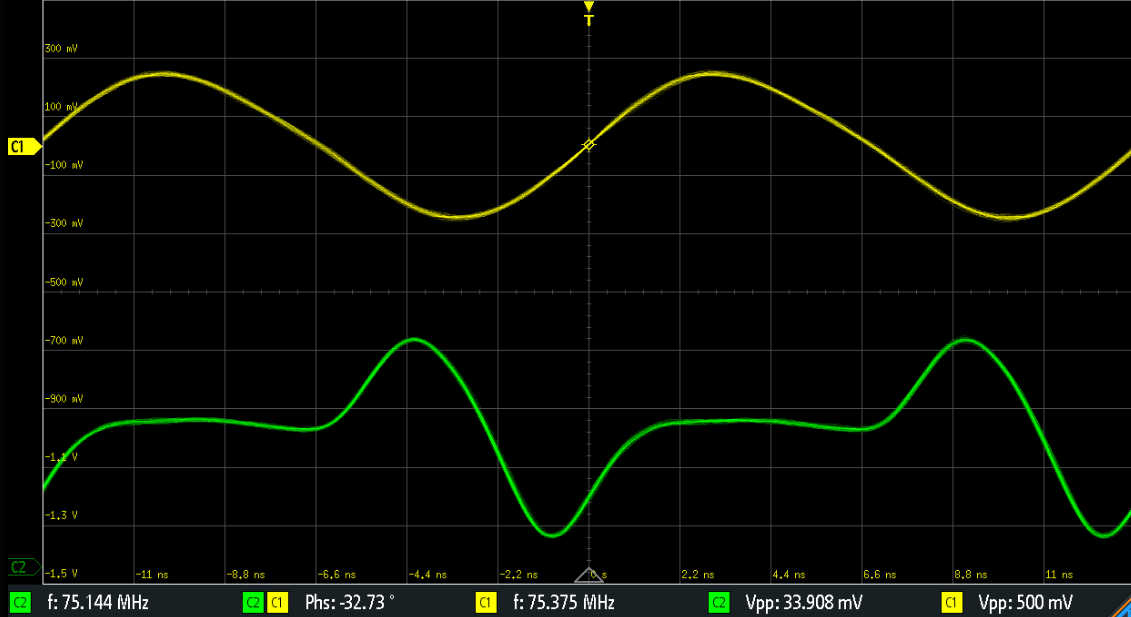 T
300 mV
100 mV
C1
-100 mV
-300 mV
-500 mV
-700 mV
-900 mV
-1.1 V
-1.3 V
C2
-1.5 V -11 ns -8.8 ns -6.6 ns -4.4 ns -2.2 ns 0 s 2.2 ns 4.4 ns 6.6 ns 8.8 ns 11 ns
C2 f: 75.144 MHz C2 C1 Phs: -32.73 ° C1 f: 75.375 MHz C2 Vpp: 33.908 mV C1 Vpp: 500 mV